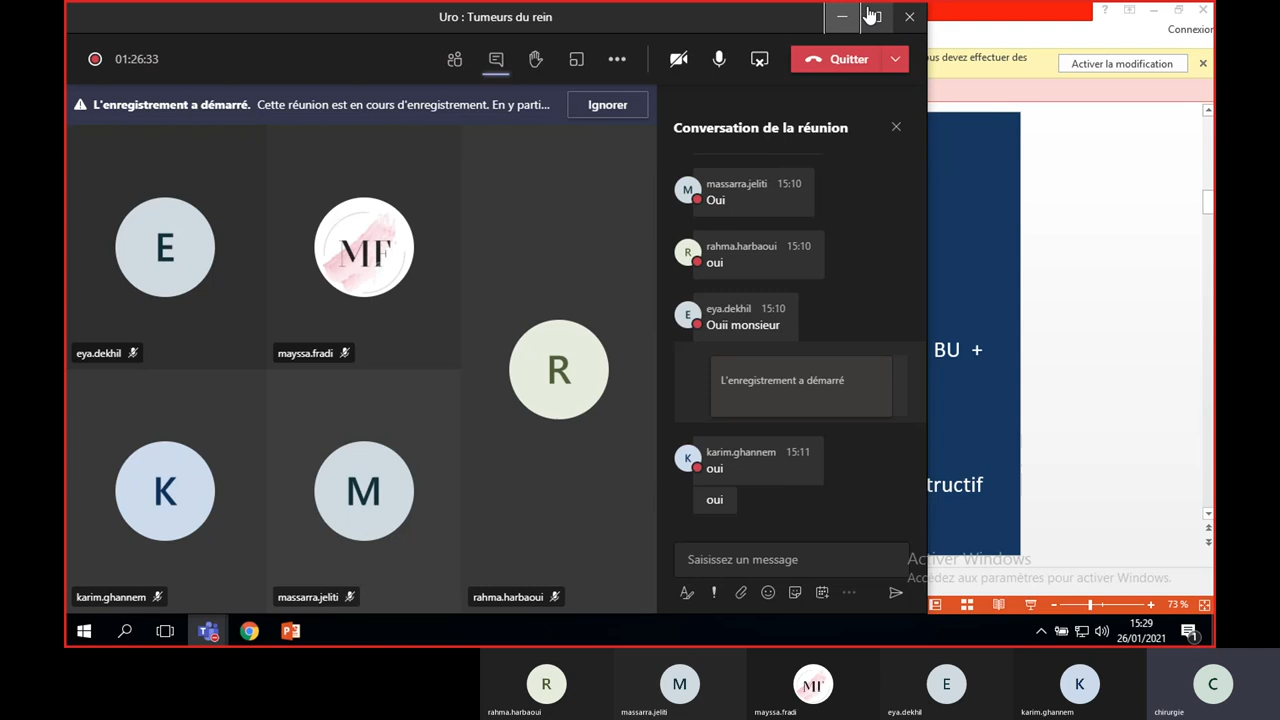 Uro : Tumeurs du rein
Connexion
01:26:33
Quitter
ous devez effectuer des
Activer la modification
L'enregistrement a démarré. Cette réunion est en cours d'enregistrement. En y parti...
Ignorer
Conversation de la réunion
massarra.jeliti 15:10
M
Oui
rahma.harbaoui 15:10
R
oui
eya.dekhil 15:10
E
Ouii monsieur
L'enregistrement a démarré
karim.ghannem 15:11
K
oui
oui
Saisissez un message
E
eya.dekhil
MF
mayssa.fradi
R
rahma.harbaoui
K
karim.ghannem
M
massarra.jeliti
BU +
tructif
Activer Windows
Accédez aux paramètres pour activer Windows.
73 %
15:29
26/01/2021
1
R
rahma.harbaoui
M
massarra.jeliti
MF
mayssa.fradi
E
eya.dekhil
K
karim.ghannem
C
chirurgie